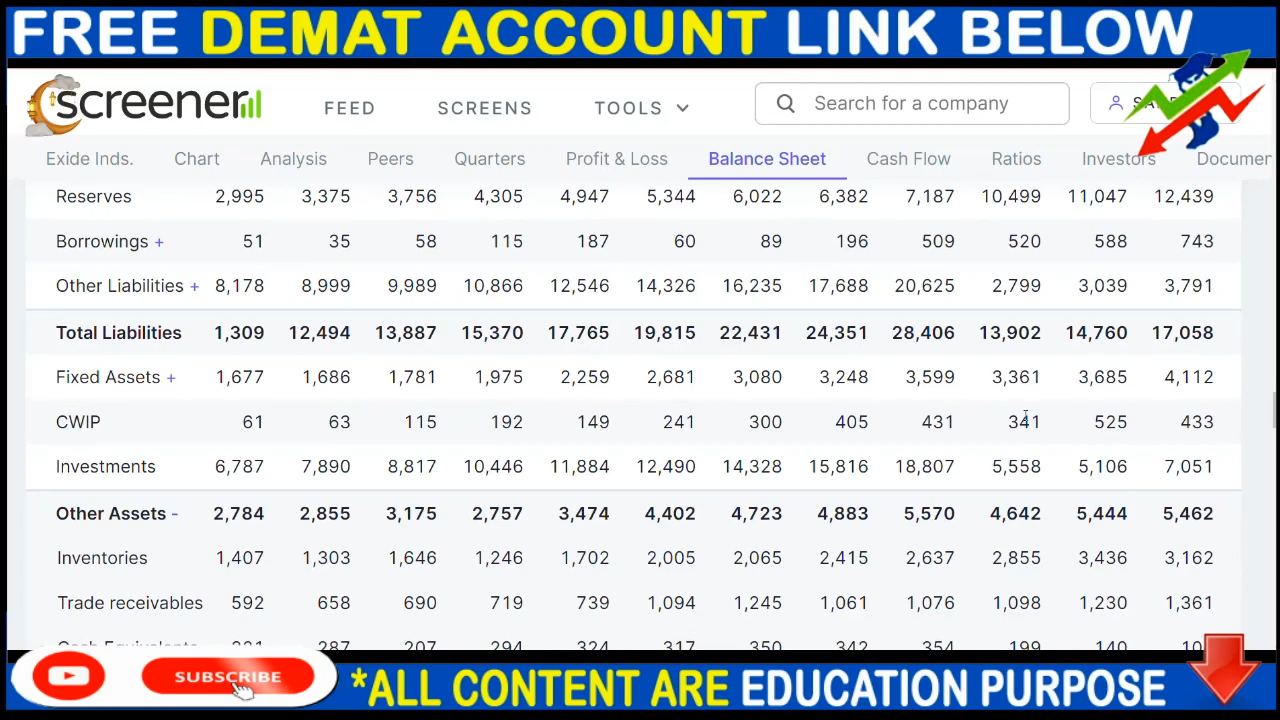 FREE DEMAT ACCOUNT LINK BELOW
screener FEED SCREENS TOOLS Search for a company
Exide Inds. Chart Analysis Peers Quarters Profit & Loss Balance Sheet Cash Flow Ratios Investors Documen
Reserves 2,995 3,375 3,756 4,305 4,947 5,344 6,022 6,382 7,187 10,499 11,047 12,439
Borrowings + 51 35 58 115 187 60 89 196 509 520 588 743
Other Liabilities + 8,178 8,999 9,989 10,866 12,546 14,326 16,235 17,688 20,625 2,799 3,039 3,791
Total Liabilities 1,309 12,494 13,887 15,370 17,765 19,815 22,431 24,351 28,406 13,902 14,760 17,058
Fixed Assets + 1,677 1,686 1,781 1,975 2,259 2,681 3,080 3,248 3,599 3,361 3,685 4,112
CWIP 61 63 115 192 149 241 300 405 431 341 525 433
Investments 6,787 7,890 8,817 10,446 11,884 12,490 14,328 15,816 18,807 5,558 5,106 7,051
Other Assets - 2,784 2,855 3,175 2,757 3,474 4,402 4,723 4,883 5,570 4,642 5,444 5,462
Inventories 1,407 1,303 1,646 1,246 1,702 2,005 2,065 2,415 2,637 2,855 3,436 3,162
Trade receivables 592 658 690 719 739 1,094 1,245 1,061 1,076 1,098 1,230 1,361
SUBSCRIBE
*ALL CONTENT ARE EDUCATION PURPOSE